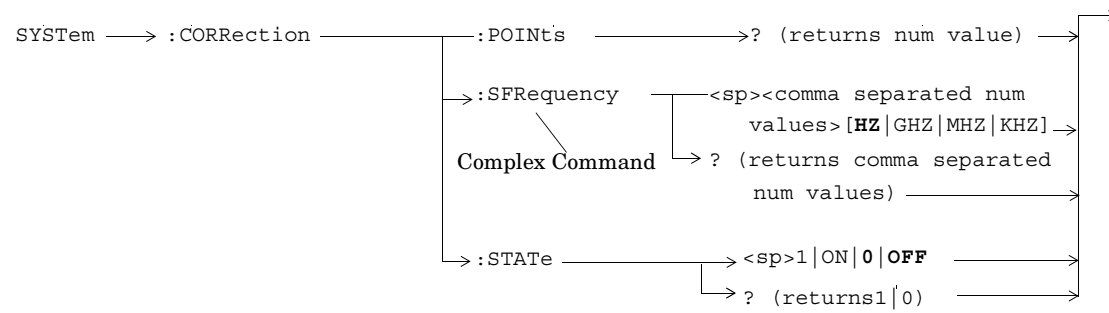 SYSTem :CORRection :POINts ? (returns num value)
:SFRequency <sp><comma separated num
values>[HZ|GHZ|MHZ|KHZ]
Complex Command ? (returns comma separated
num values)
:STATe <sp>1|ON|0|OFF
? (returns1|0)